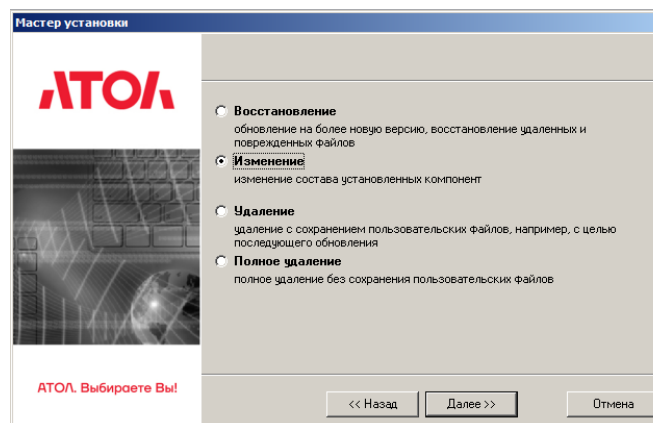 Мастер установки
АТОЛ
Восстановление
обновление на более новую версию, восстановление удаленных и
поврежденных файлов
Изменение
изменение состава установленных компонент
Удаление
удаление с сохранением пользовательских файлов, например, с целью
последующего обновления
Полное удаление
полное удаление без сохранения пользовательских файлов
АТОЛ. Выбираете Вы!
<< Назад
Далее >>
Отмена